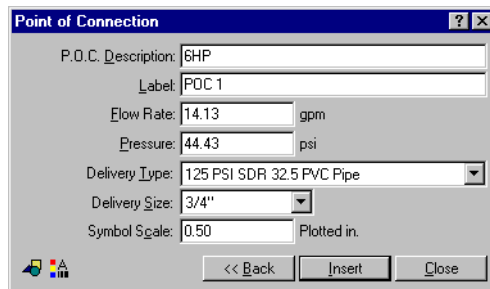 Point of Connection
P.O.C. Description: 6HP
Label: POC 1
Flow Rate: 14.13 gpm
Pressure: 44.43 psi
Delivery Type: 125 PSI SDR 32.5 PVC Pipe
Delivery Size: 3/4"
Symbol Scale: 0.50 Plotted in.
<< Back Insert Close